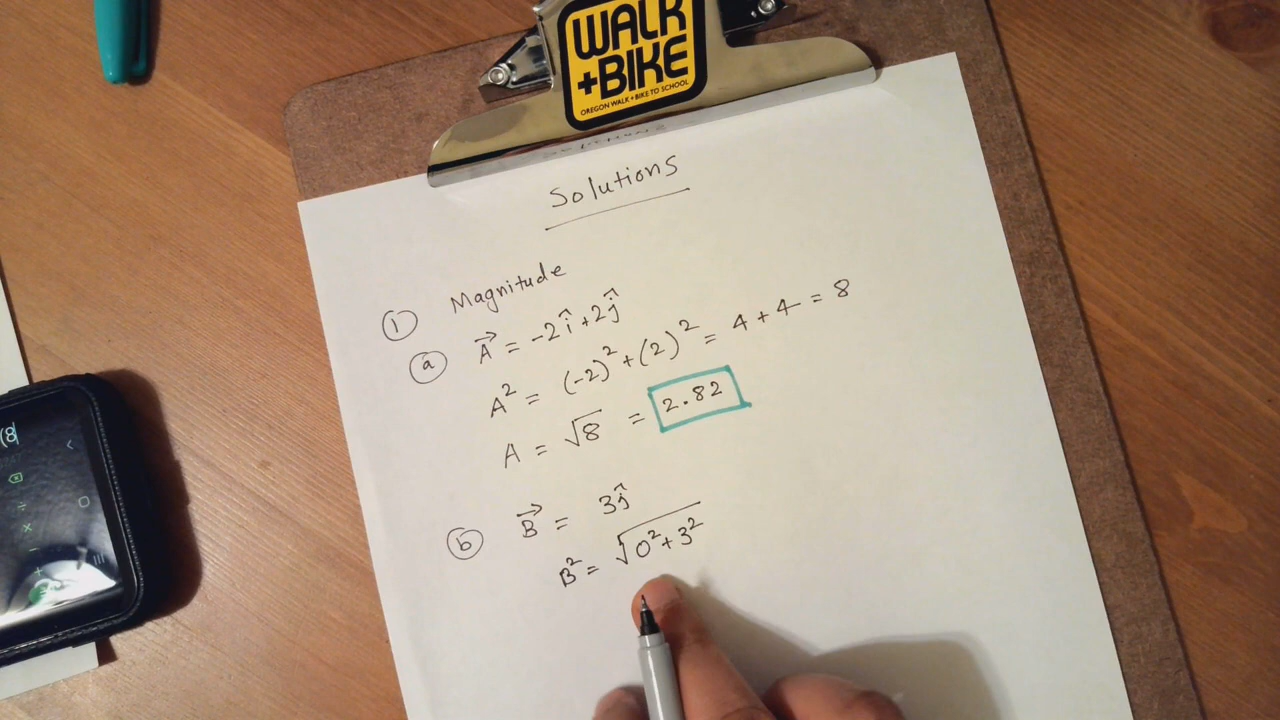 WALK
+BIKE
OREGON WALK+BIKE TO SCHOOL
Solutions
① Magnitude
ⓐ A⃗ = -2î + 2ĵ
A² = (-2)² + (2)² = 4 + 4 = 8
A = √8 = 2.82
ⓑ B⃗ = 3ĵ
B² = √0² + 3²
(8